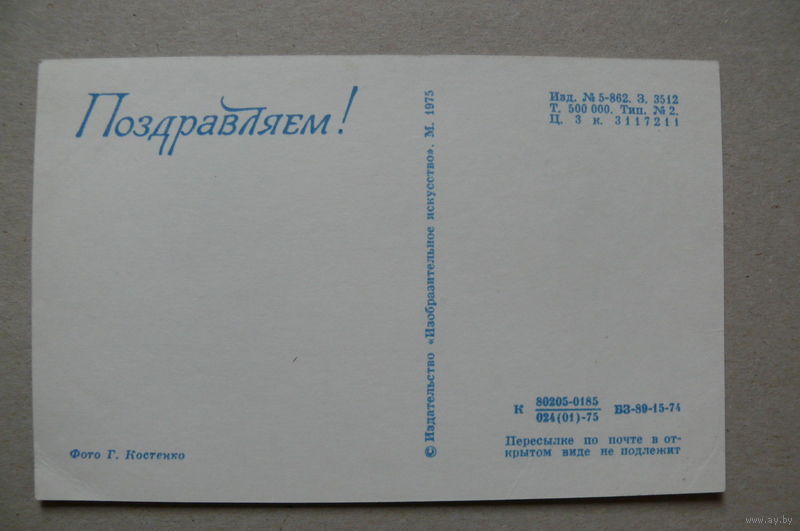 Поздравляем!
Фото Г. Костенко
© Издательство «Изобразительное искусство». М. 1975
Изд. № 5-862. З. 3512
Т. 500 000. Тип. № 2.
Ц. 3 к. 3117211
К 80205-0185 БЗ-89-15-74
024(01)-75
Пересылке по почте в от-
крытом виде не подлежит
www.ay.by